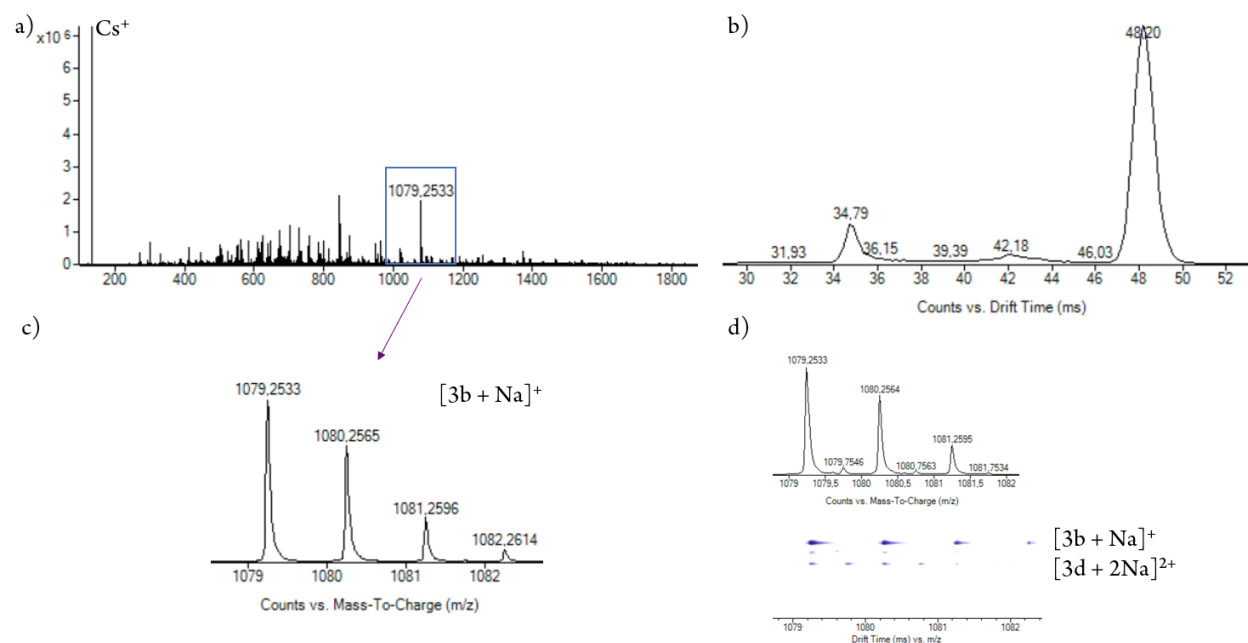 a)
Cs⁺
x10 6
6
5
4
3
2
1
0
1079,2533
200 400 600 800 1000 1200 1400 1600 1800
b)
48,20
34,79
31,93
36,15
39,39
42,18
46,03
30 32 34 36 38 40 42 44 46 48 50 52
Counts vs. Drift Time (ms)
c)
1079,2533
[3b + Na]⁺
1080,2565
1081,2596
1082,2614
1079 1080 1081 1082
Counts vs. Mass-To-Charge (m/z)
d)
1079,2533
1080,2564
1081,2595
1079,7546
1080,7563
1081,7534
1079 1079,5 1080 1080,5 1081 1081,5 1082
Counts vs. Mass-To-Charge (m/z)
[3b + Na]⁺
[3d + 2Na]²⁺
1079 1080 1081 1082
Drift Time (ms) vs. m/z